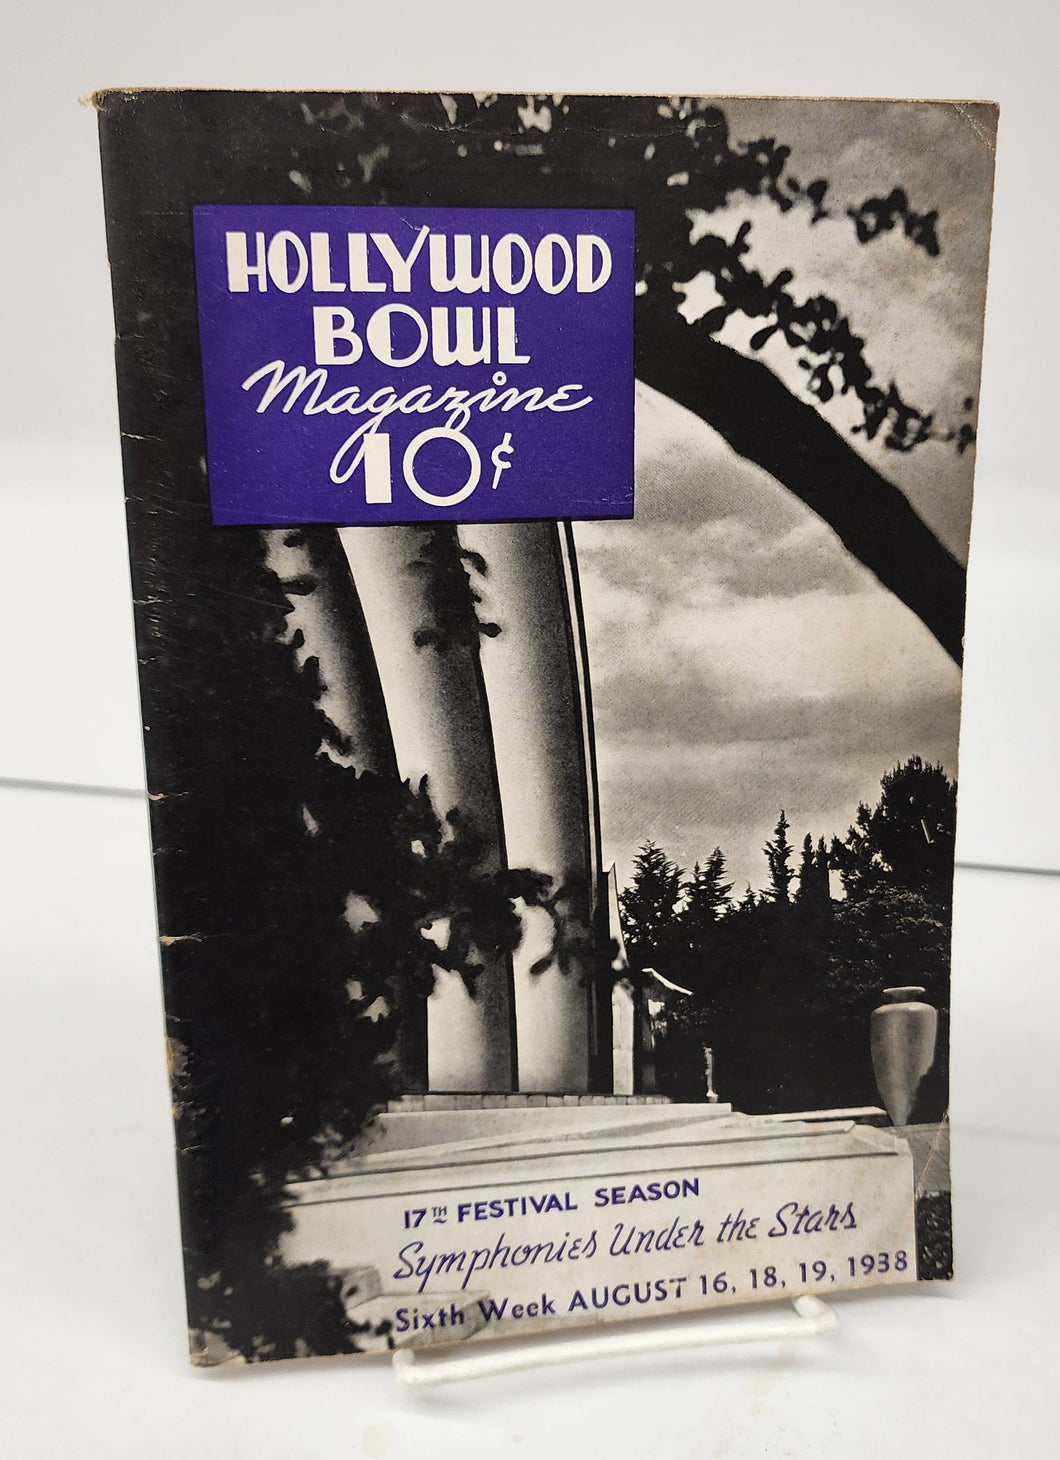 HOLLYWOOD
BOWL
Magazine
10¢
17TH FESTIVAL SEASON
Symphonies Under the Stars
Sixth Week AUGUST 16, 18, 19, 1938